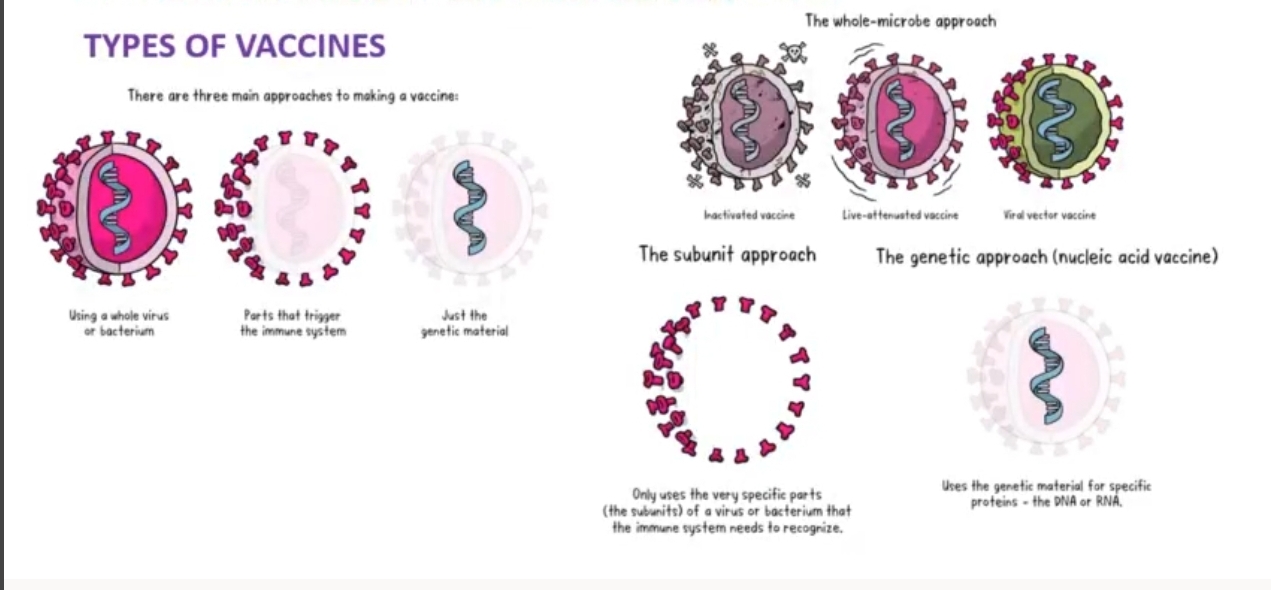 TYPES OF VACCINES
There are three main approaches to making a vaccine:
Using a whole virus
or bacterium
Parts that trigger
the immune system
Just the
genetic material
The whole-microbe approach
Inactivated vaccine
Live-attenuated vaccine
Viral vector vaccine
The subunit approach
Only uses the very specific parts
(the subunits) of a virus or bacterium that
the immune system needs to recognize.
The genetic approach (nucleic acid vaccine)
Uses the genetic material for specific
proteins - the DNA or RNA.